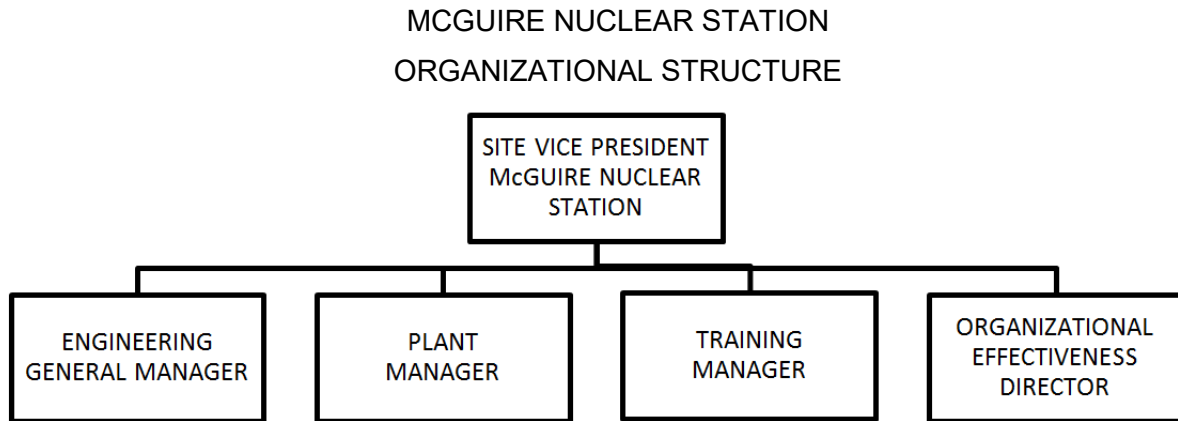 MCGUIRE NUCLEAR STATION
ORGANIZATIONAL STRUCTURE
SITE VICE PRESIDENT
McGUIRE NUCLEAR
STATION
ENGINEERING
GENERAL MANAGER
PLANT
MANAGER
TRAINING
MANAGER
ORGANIZATIONAL
EFFECTIVENESS
DIRECTOR